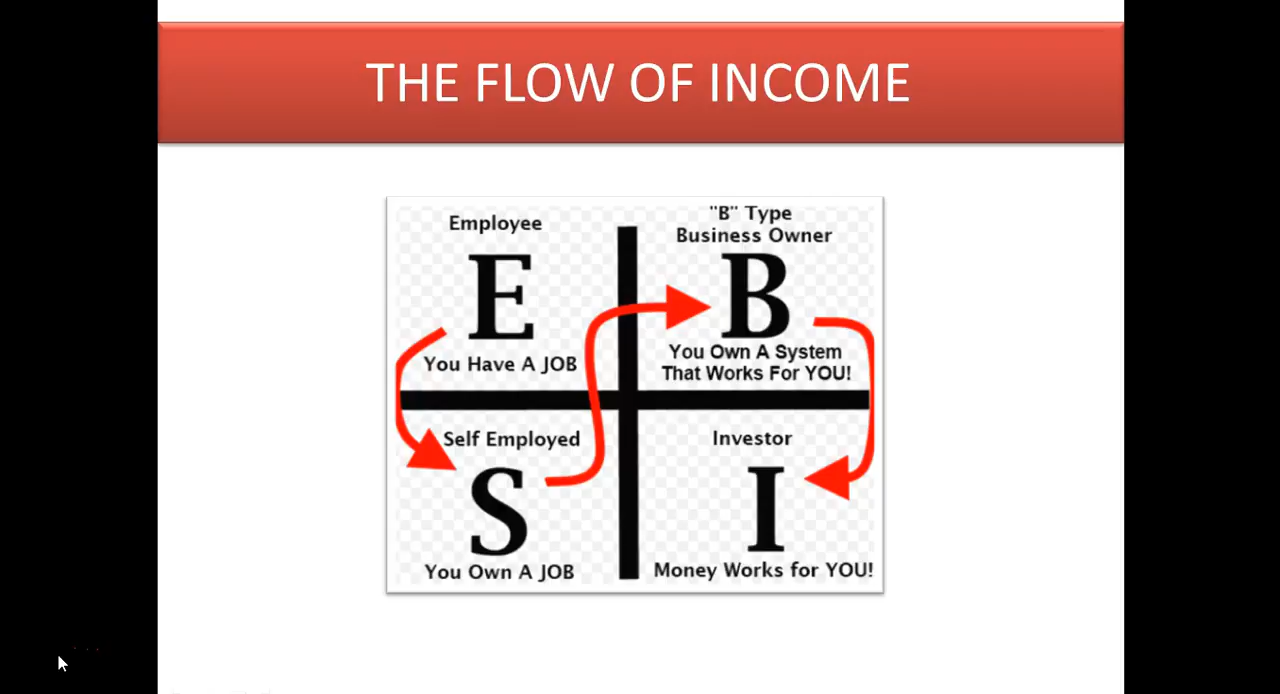 THE FLOW OF INCOME
Employee
E
You Have A JOB
"B" Type
Business Owner
B
You Own A System
That Works For YOU!
Self Employed
S
You Own A JOB
Investor
I
Money Works for YOU!